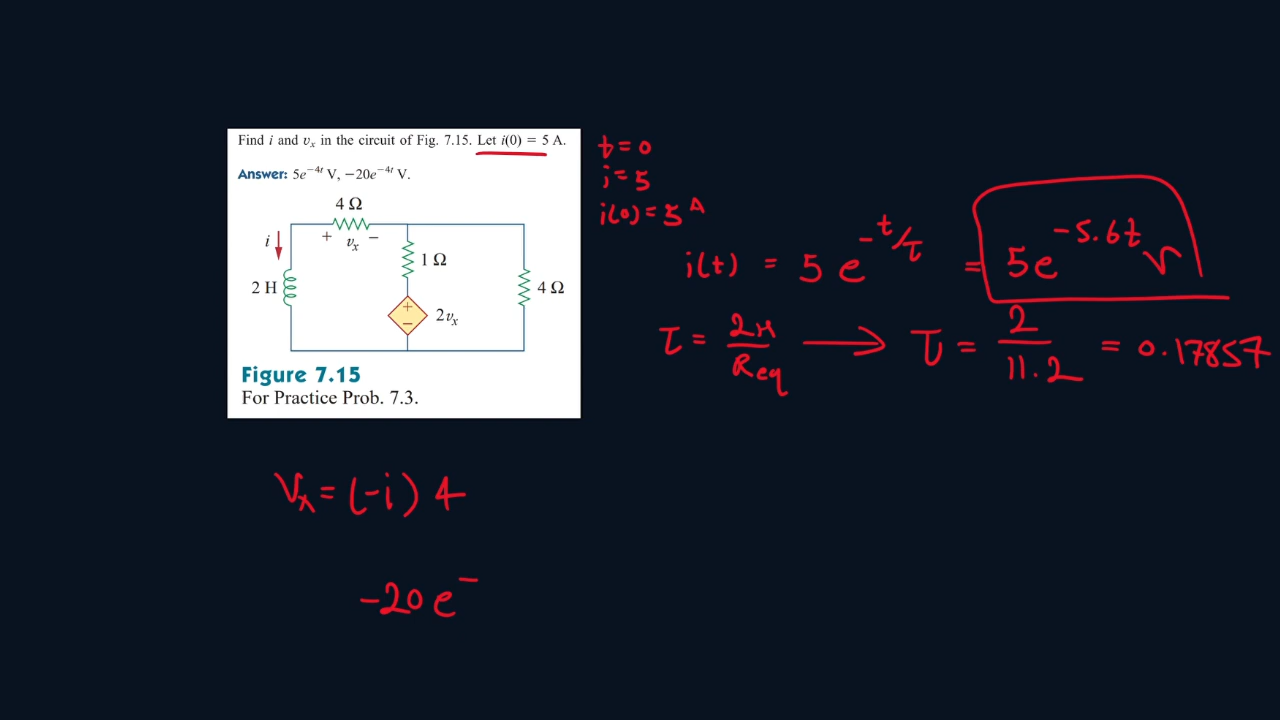 Find i and vₓ in the circuit of Fig. 7.15. Let i(0) = 5 A.
Answer: 5e⁻⁴ᵗ V, −20e⁻⁴ᵗ V.
4 Ω
+ vₓ −
i
1 Ω
2 H
4 Ω
+
−
2vₓ
Figure 7.15
For Practice Prob. 7.3.
t=0
i=5
i(0)=5A
i(t) = 5 e^-t/τ = 5e^-5.6t V
τ = 2H/Req → τ = 2/11.2 = 0.17857
Vx = (-i) 4
-20 e^-